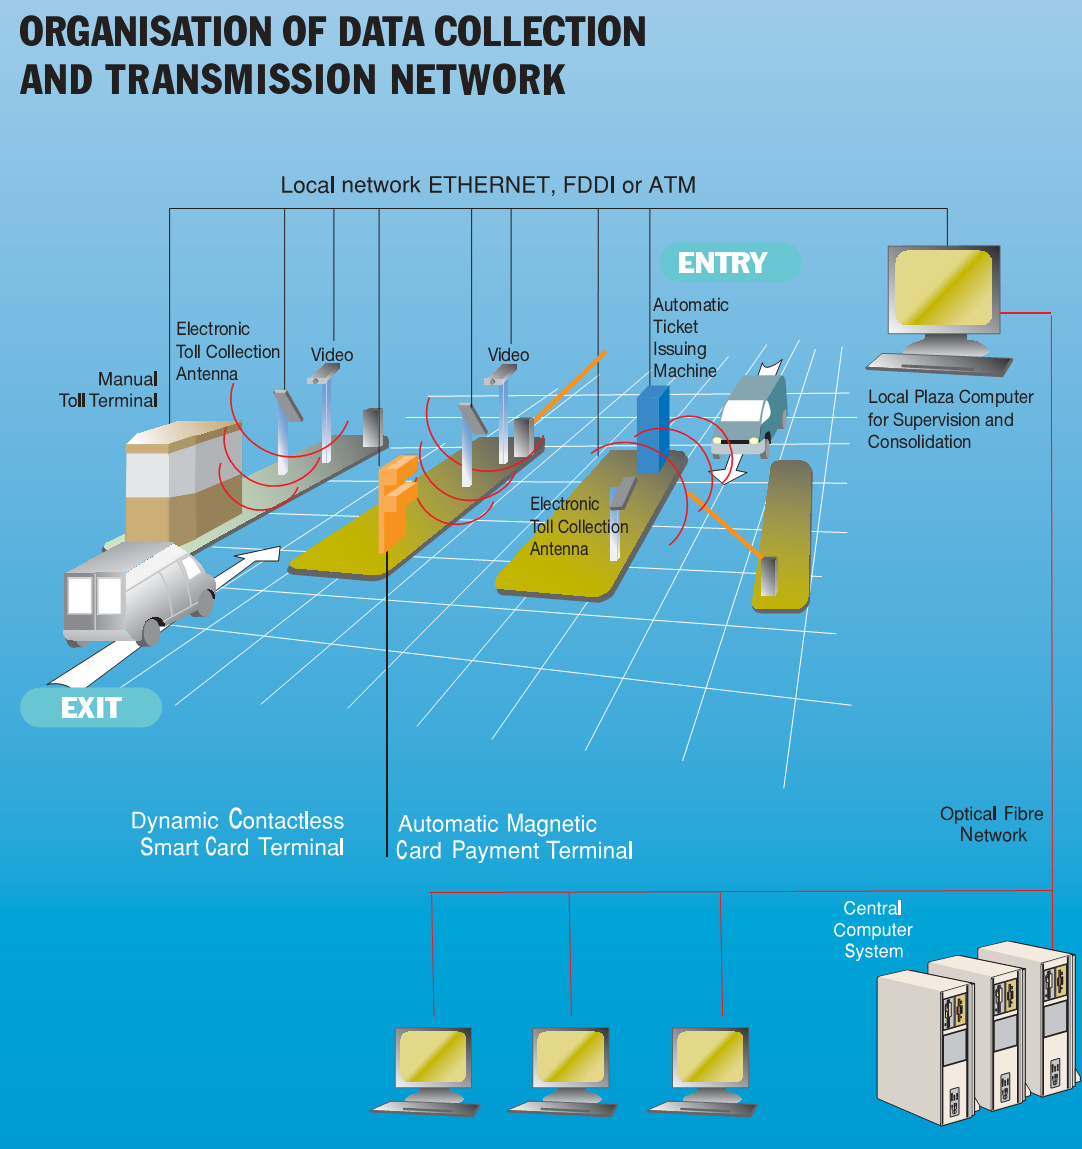 ORGANISATION OF DATA COLLECTION
AND TRANSMISSION NETWORK
Local network ETHERNET, FDDI or ATM
ENTRY
Electronic
Toll Collection
Antenna
Video
Video
Automatic
Ticket
Issuing
Machine
Manual
Toll Terminal
Local Plaza Computer
for Supervision and
Consolidation
Electronic
Toll Collection
Antenna
EXIT
Dynamic Contactless
Smart Card Terminal
Automatic Magnetic
Card Payment Terminal
Optical Fibre
Network
Central
Computer
System